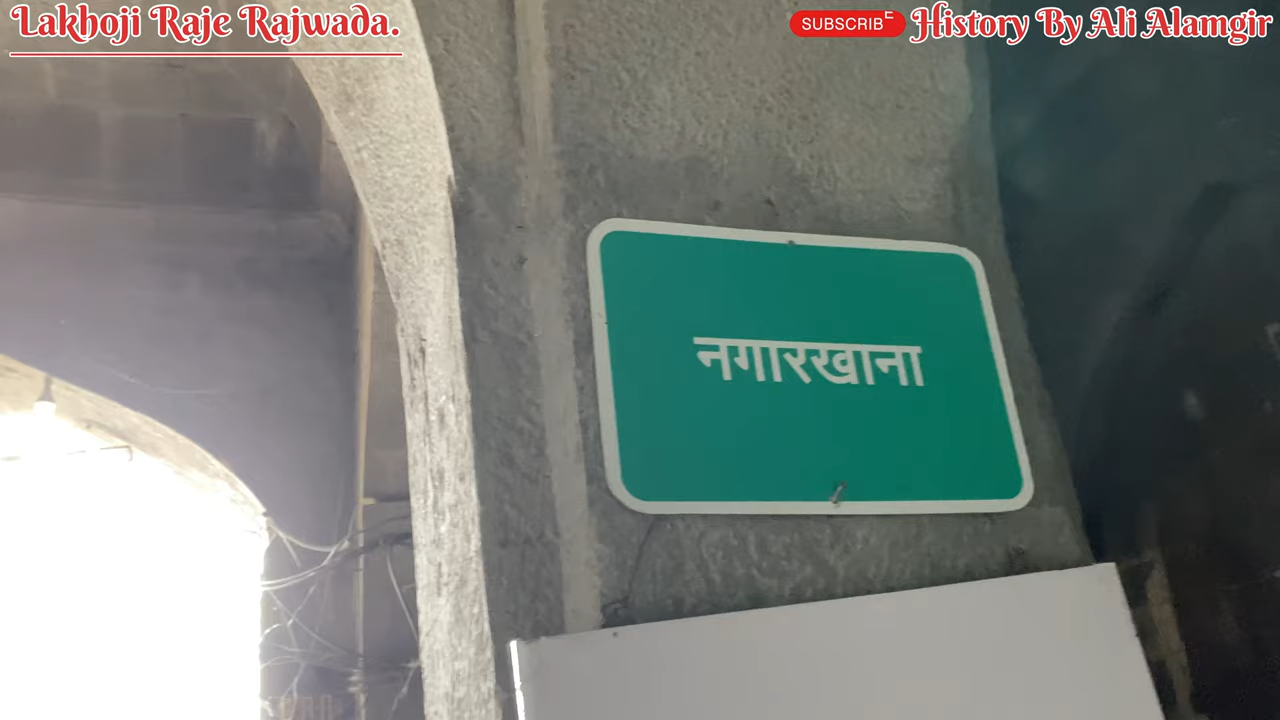 Lakhoji Raje Rajwada.
SUBSCRIBE
History By Ali Alamgir
नगारखाना